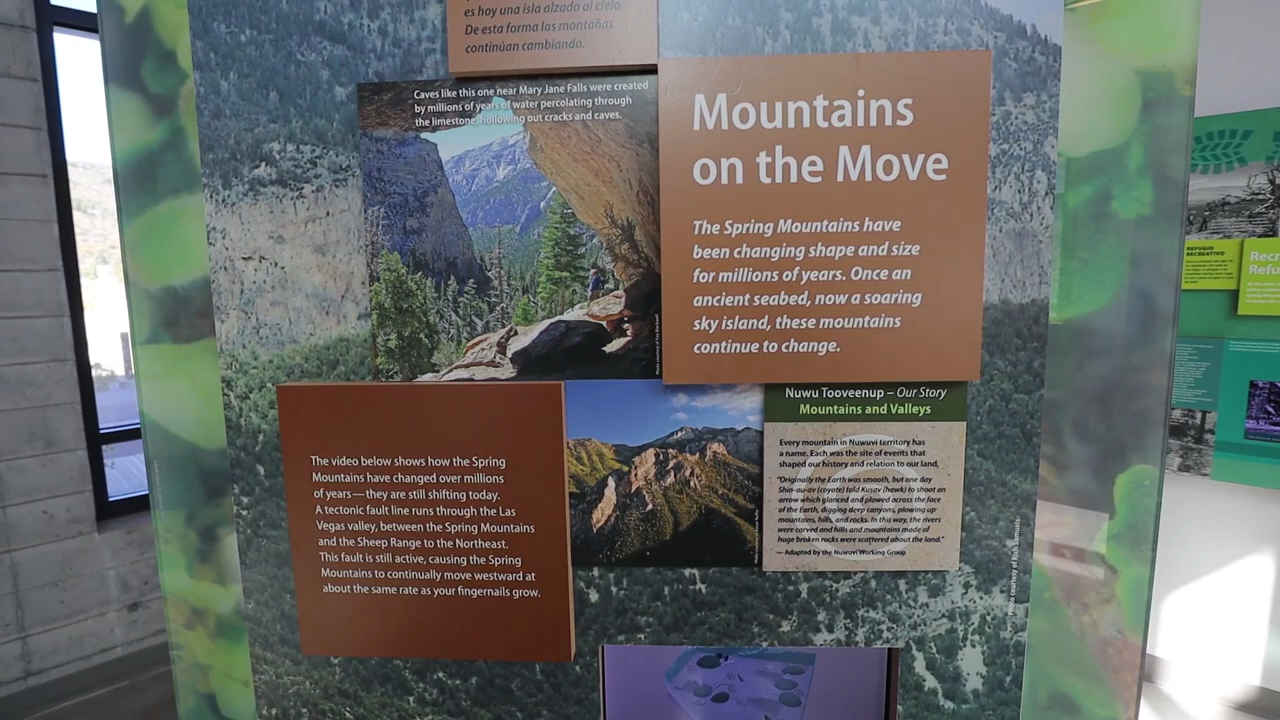 es hoy una isla alzada al cielo.
De esta forma las montañas
continúan cambiando.
Caves like this one near Mary Jane Falls were created
by millions of years of water percolating through
the limestone, hollowing out cracks and caves.
Mountains
on the Move
The Spring Mountains have
been changing shape and size
for millions of years. Once an
ancient seabed, now a soaring
sky island, these mountains
continue to change.
The video below shows how the Spring
Mountains have changed over millions
of years—they are still shifting today.
A tectonic fault line runs through the Las
Vegas valley, between the Spring Mountains
and the Sheep Range to the Northeast.
This fault is still active, causing the Spring
Mountains to continually move westward at
about the same rate as your fingernails grow.
Nuwu Tooveenup – Our Story
Mountains and Valleys
Every mountain in Nuwuvi territory has
a name. Each was the site of events that
shaped our history and relation to our land,
"Originally the Earth was smooth, but one day
Shin-au-av (coyote) told Kusav (hawk) to shoot an
arrow which glanced and plowed across the face
of the Earth, digging deep canyons, plowing up
mountains, hills, and rocks. In this way, the rivers
were carved and hills and mountains made of
huge broken rocks were scattered about the land."
— Adapted by the Nuwuvi Working Group
Photo courtesy of Rich Samuels
REFUGIO
RECREATIVO
Recr
Refu